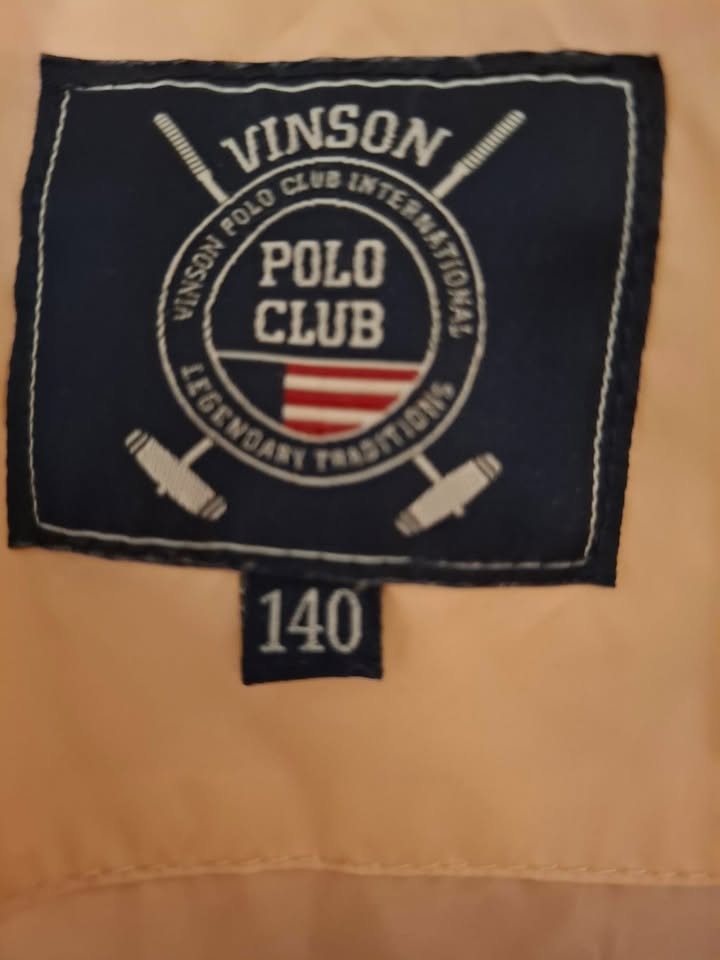 VINSON
VINSON POLO CLUB INTERNATIONAL
POLO
CLUB
LEGENDARY TRADITIONS
140